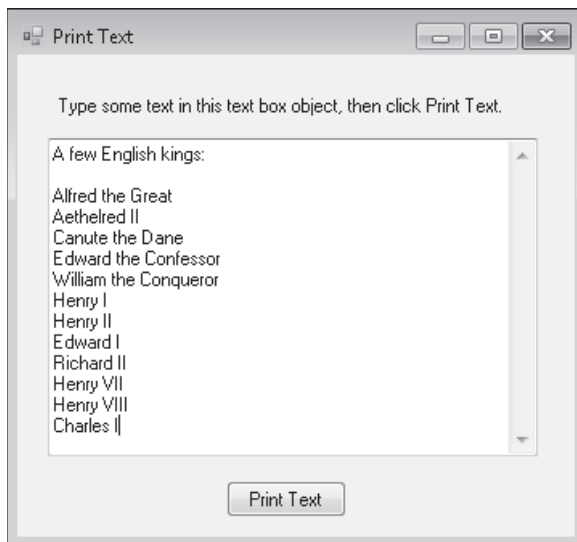 Print Text
Type some text in this text box object, then click Print Text.
A few English kings:
Alfred the Great
Aethelred II
Canute the Dane
Edward the Confessor
William the Conqueror
Henry I
Henry II
Edward I
Richard II
Henry VII
Henry VIII
Charles I
Print Text